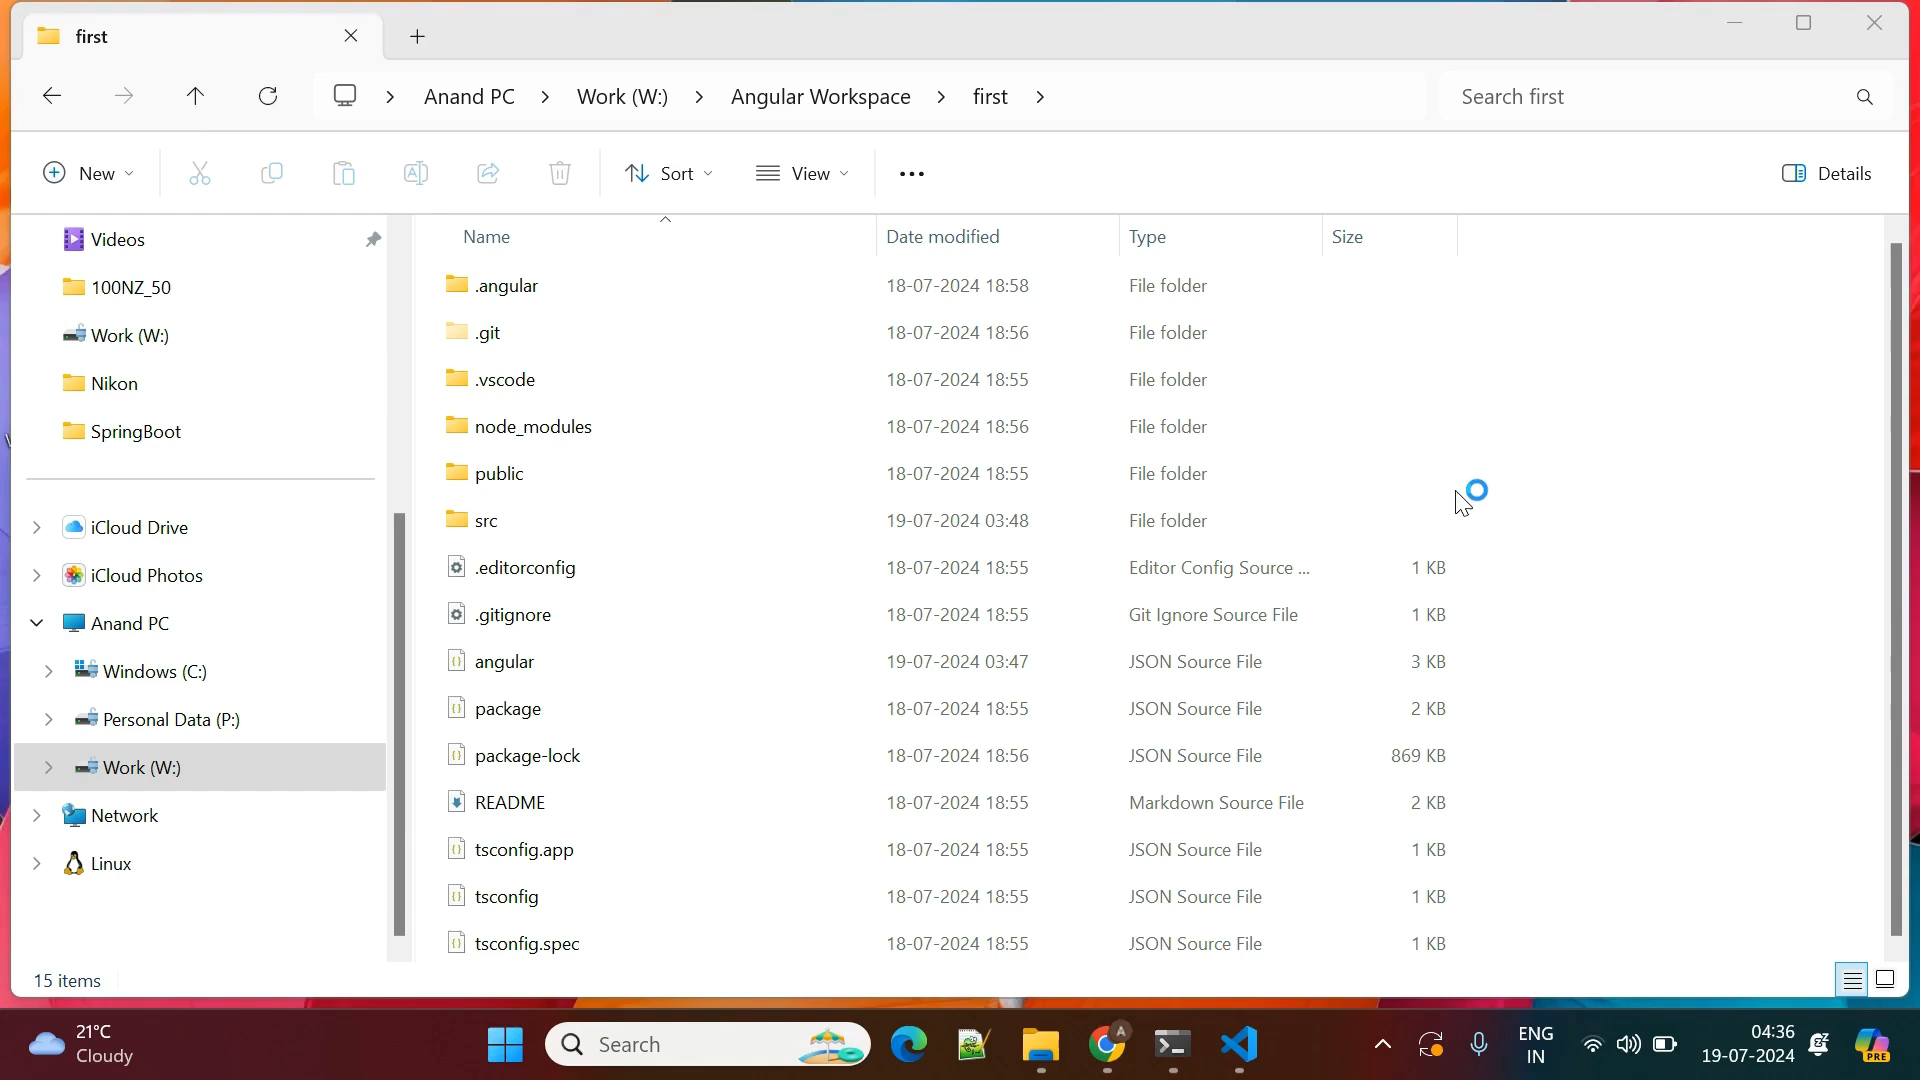 first
Anand PC
Work (W:)
Angular Workspace
first
Search first
New
Sort
View
Details
Videos
100NZ_50
Work (W:)
Nikon
SpringBoot
iCloud Drive
iCloud Photos
Anand PC
Windows (C:)
Personal Data (P:)
Work (W:)
Network
Linux
Name Date modified Type Size
.angular 18-07-2024 18:58 File folder
.git 18-07-2024 18:56 File folder
.vscode 18-07-2024 18:55 File folder
node_modules 18-07-2024 18:56 File folder
public 18-07-2024 18:55 File folder
src 19-07-2024 03:48 File folder
.editorconfig 18-07-2024 18:55 Editor Config Source ... 1 KB
.gitignore 18-07-2024 18:55 Git Ignore Source File 1 KB
angular 19-07-2024 03:47 JSON Source File 3 KB
package 18-07-2024 18:55 JSON Source File 2 KB
package-lock 18-07-2024 18:56 JSON Source File 869 KB
README 18-07-2024 18:55 Markdown Source File 2 KB
tsconfig.app 18-07-2024 18:55 JSON Source File 1 KB
tsconfig 18-07-2024 18:55 JSON Source File 1 KB
tsconfig.spec 18-07-2024 18:55 JSON Source File 1 KB
15 items
21°C
Cloudy
Search
A
ENG
IN
04:36
19-07-2024
PRE